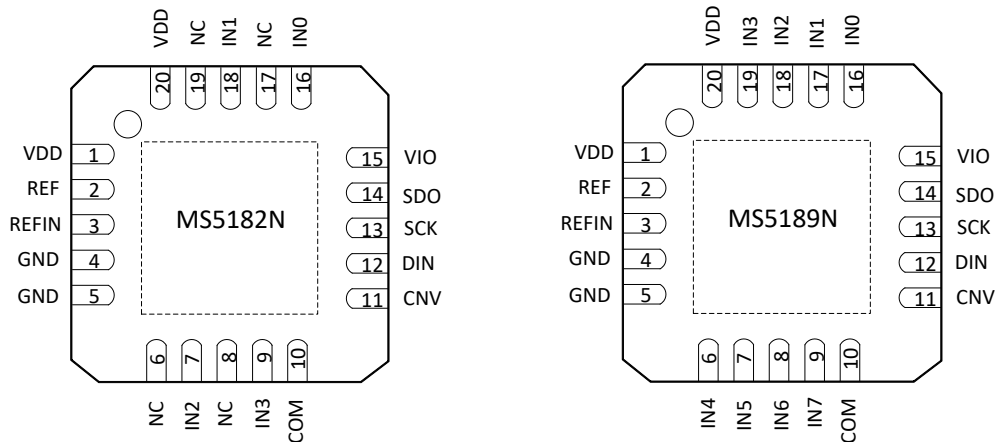 VDD NC IN1 NC IN0
20 19 18 17 16
VDD 1 15 VIO
REF 2 14 SDO
REFIN 3 MS5182N 13 SCK
GND 4 12 DIN
GND 5 11 CNV
6 7 8 9 10
NC IN2 NC IN3 COM
VDD IN3 IN2 IN1 IN0
20 19 18 17 16
VDD 1 15 VIO
REF 2 14 SDO
REFIN 3 MS5189N 13 SCK
GND 4 12 DIN
GND 5 11 CNV
6 7 8 9 10
IN4 IN5 IN6 IN7 COM